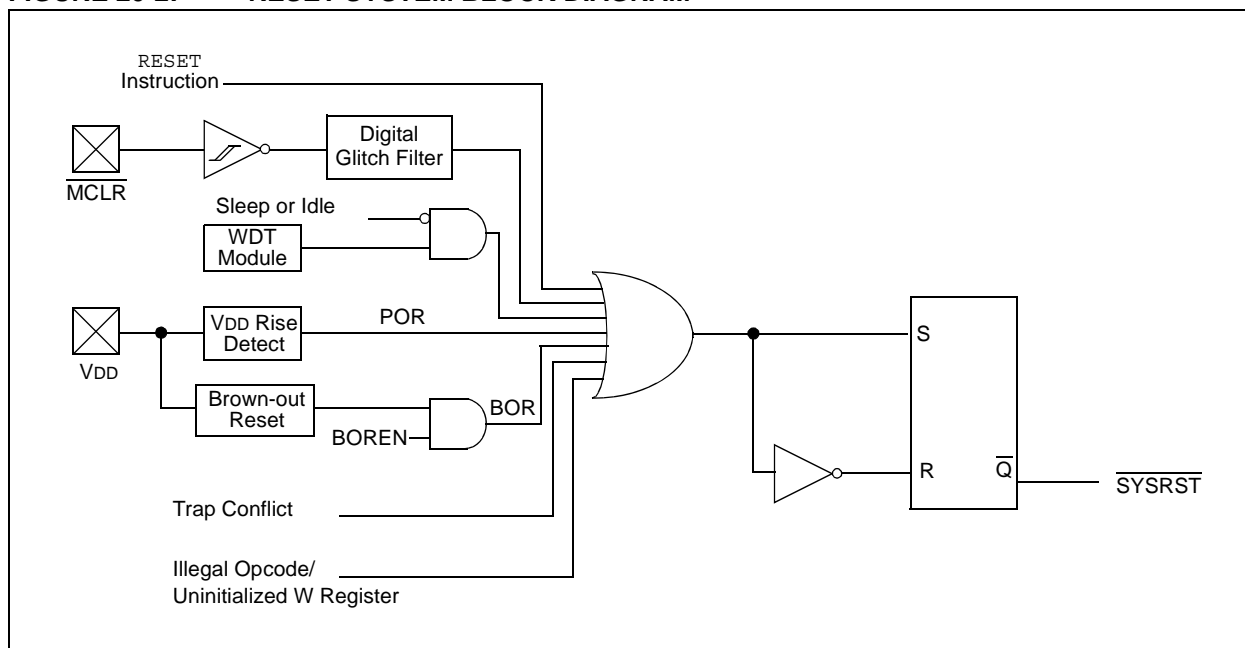 RESET
Instruction
Digital
Glitch Filter
MCLR
Sleep or Idle
WDT
Module
VDD Rise
Detect
POR
VDD
Brown-out
Reset
BOREN
BOR
Trap Conflict
Illegal Opcode/
Uninitialized W Register
S
R
Q
SYSRST